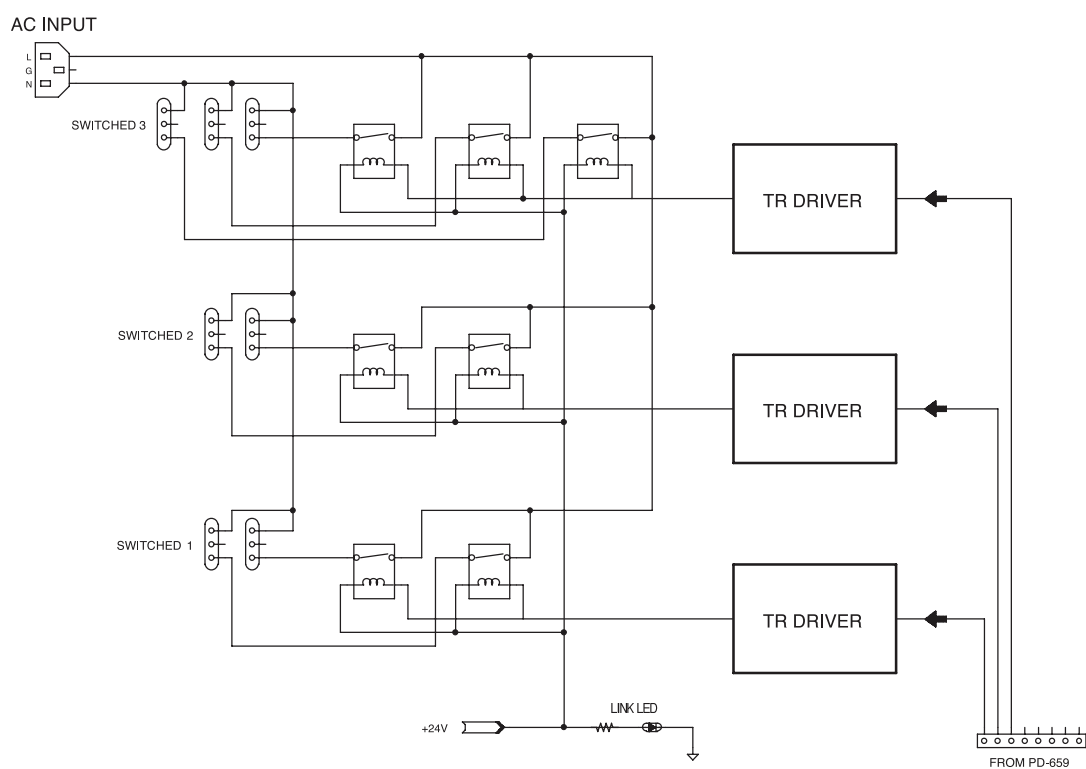 AC INPUT
L
G
N
SWITCHED 3
TR DRIVER
SWITCHED 2
TR DRIVER
SWITCHED 1
TR DRIVER
LINK LED
+24V
FROM PD-659